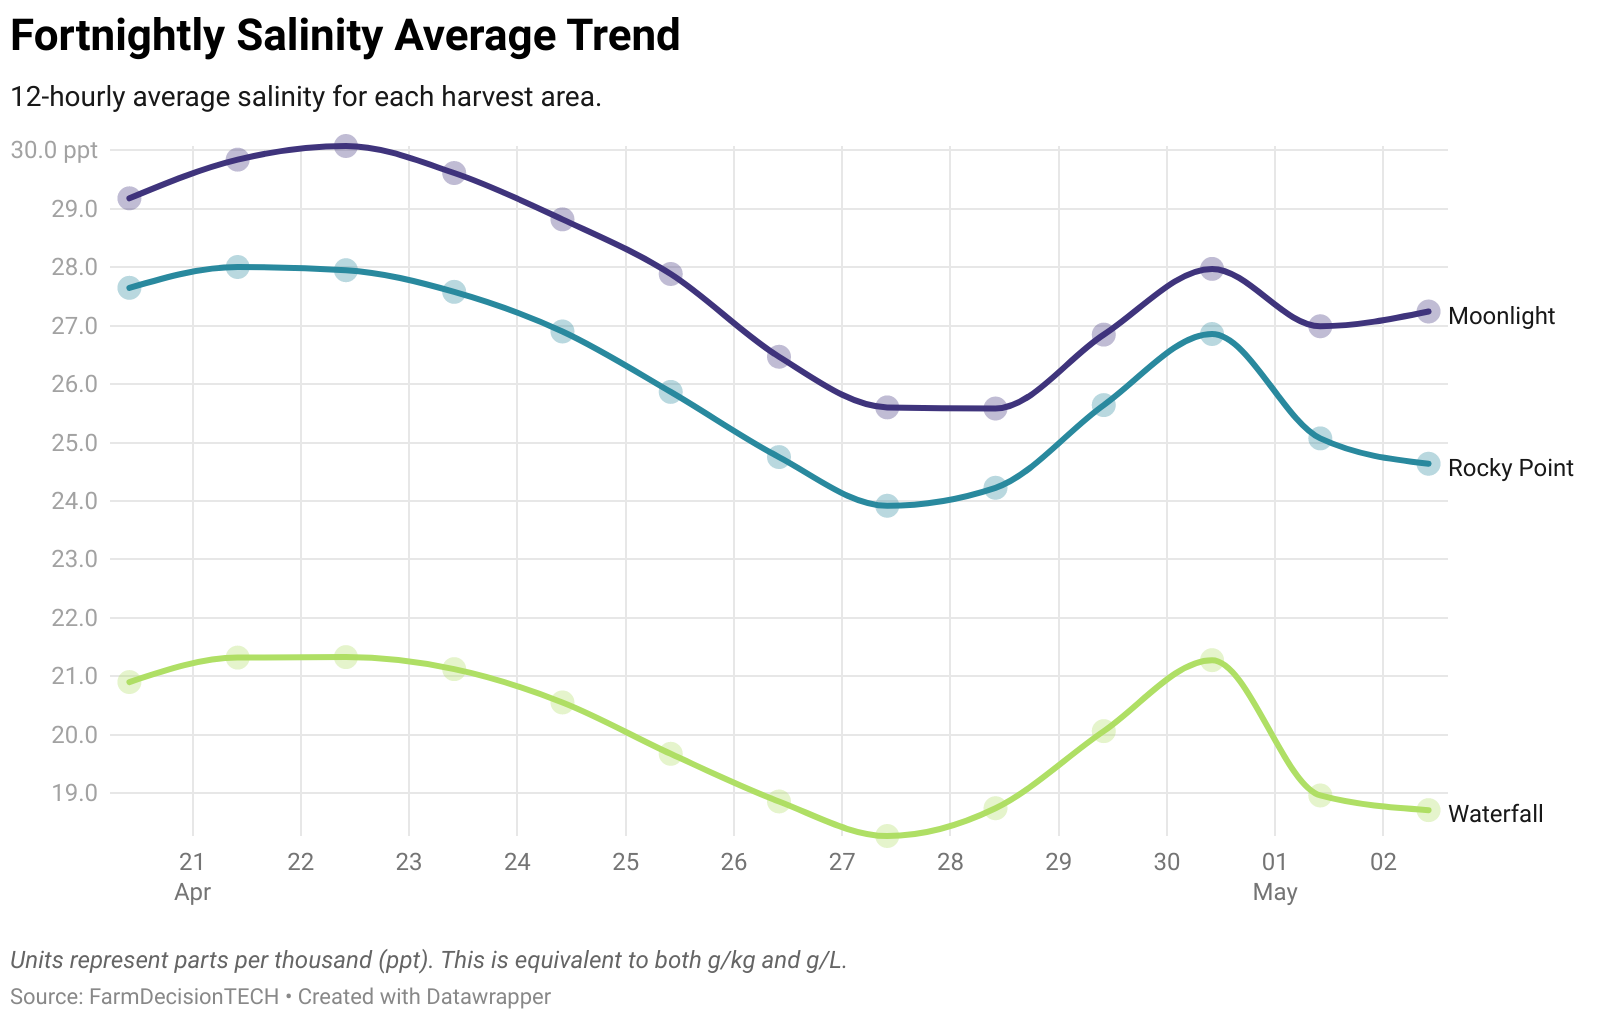 Fortnightly Salinity Average Trend
12-hourly average salinity for each harvest area.
30.0 ppt
29.0
28.0
27.0
26.0
25.0
24.0
23.0
22.0
21.0
20.0
19.0
Moonlight
Rocky Point
Waterfall
21 22 23 24 25 26 27 28 29 30 01 02
Apr May
Units represent parts per thousand (ppt). This is equivalent to both g/kg and g/L.
Source: FarmDecisionTECH • Created with Datawrapper